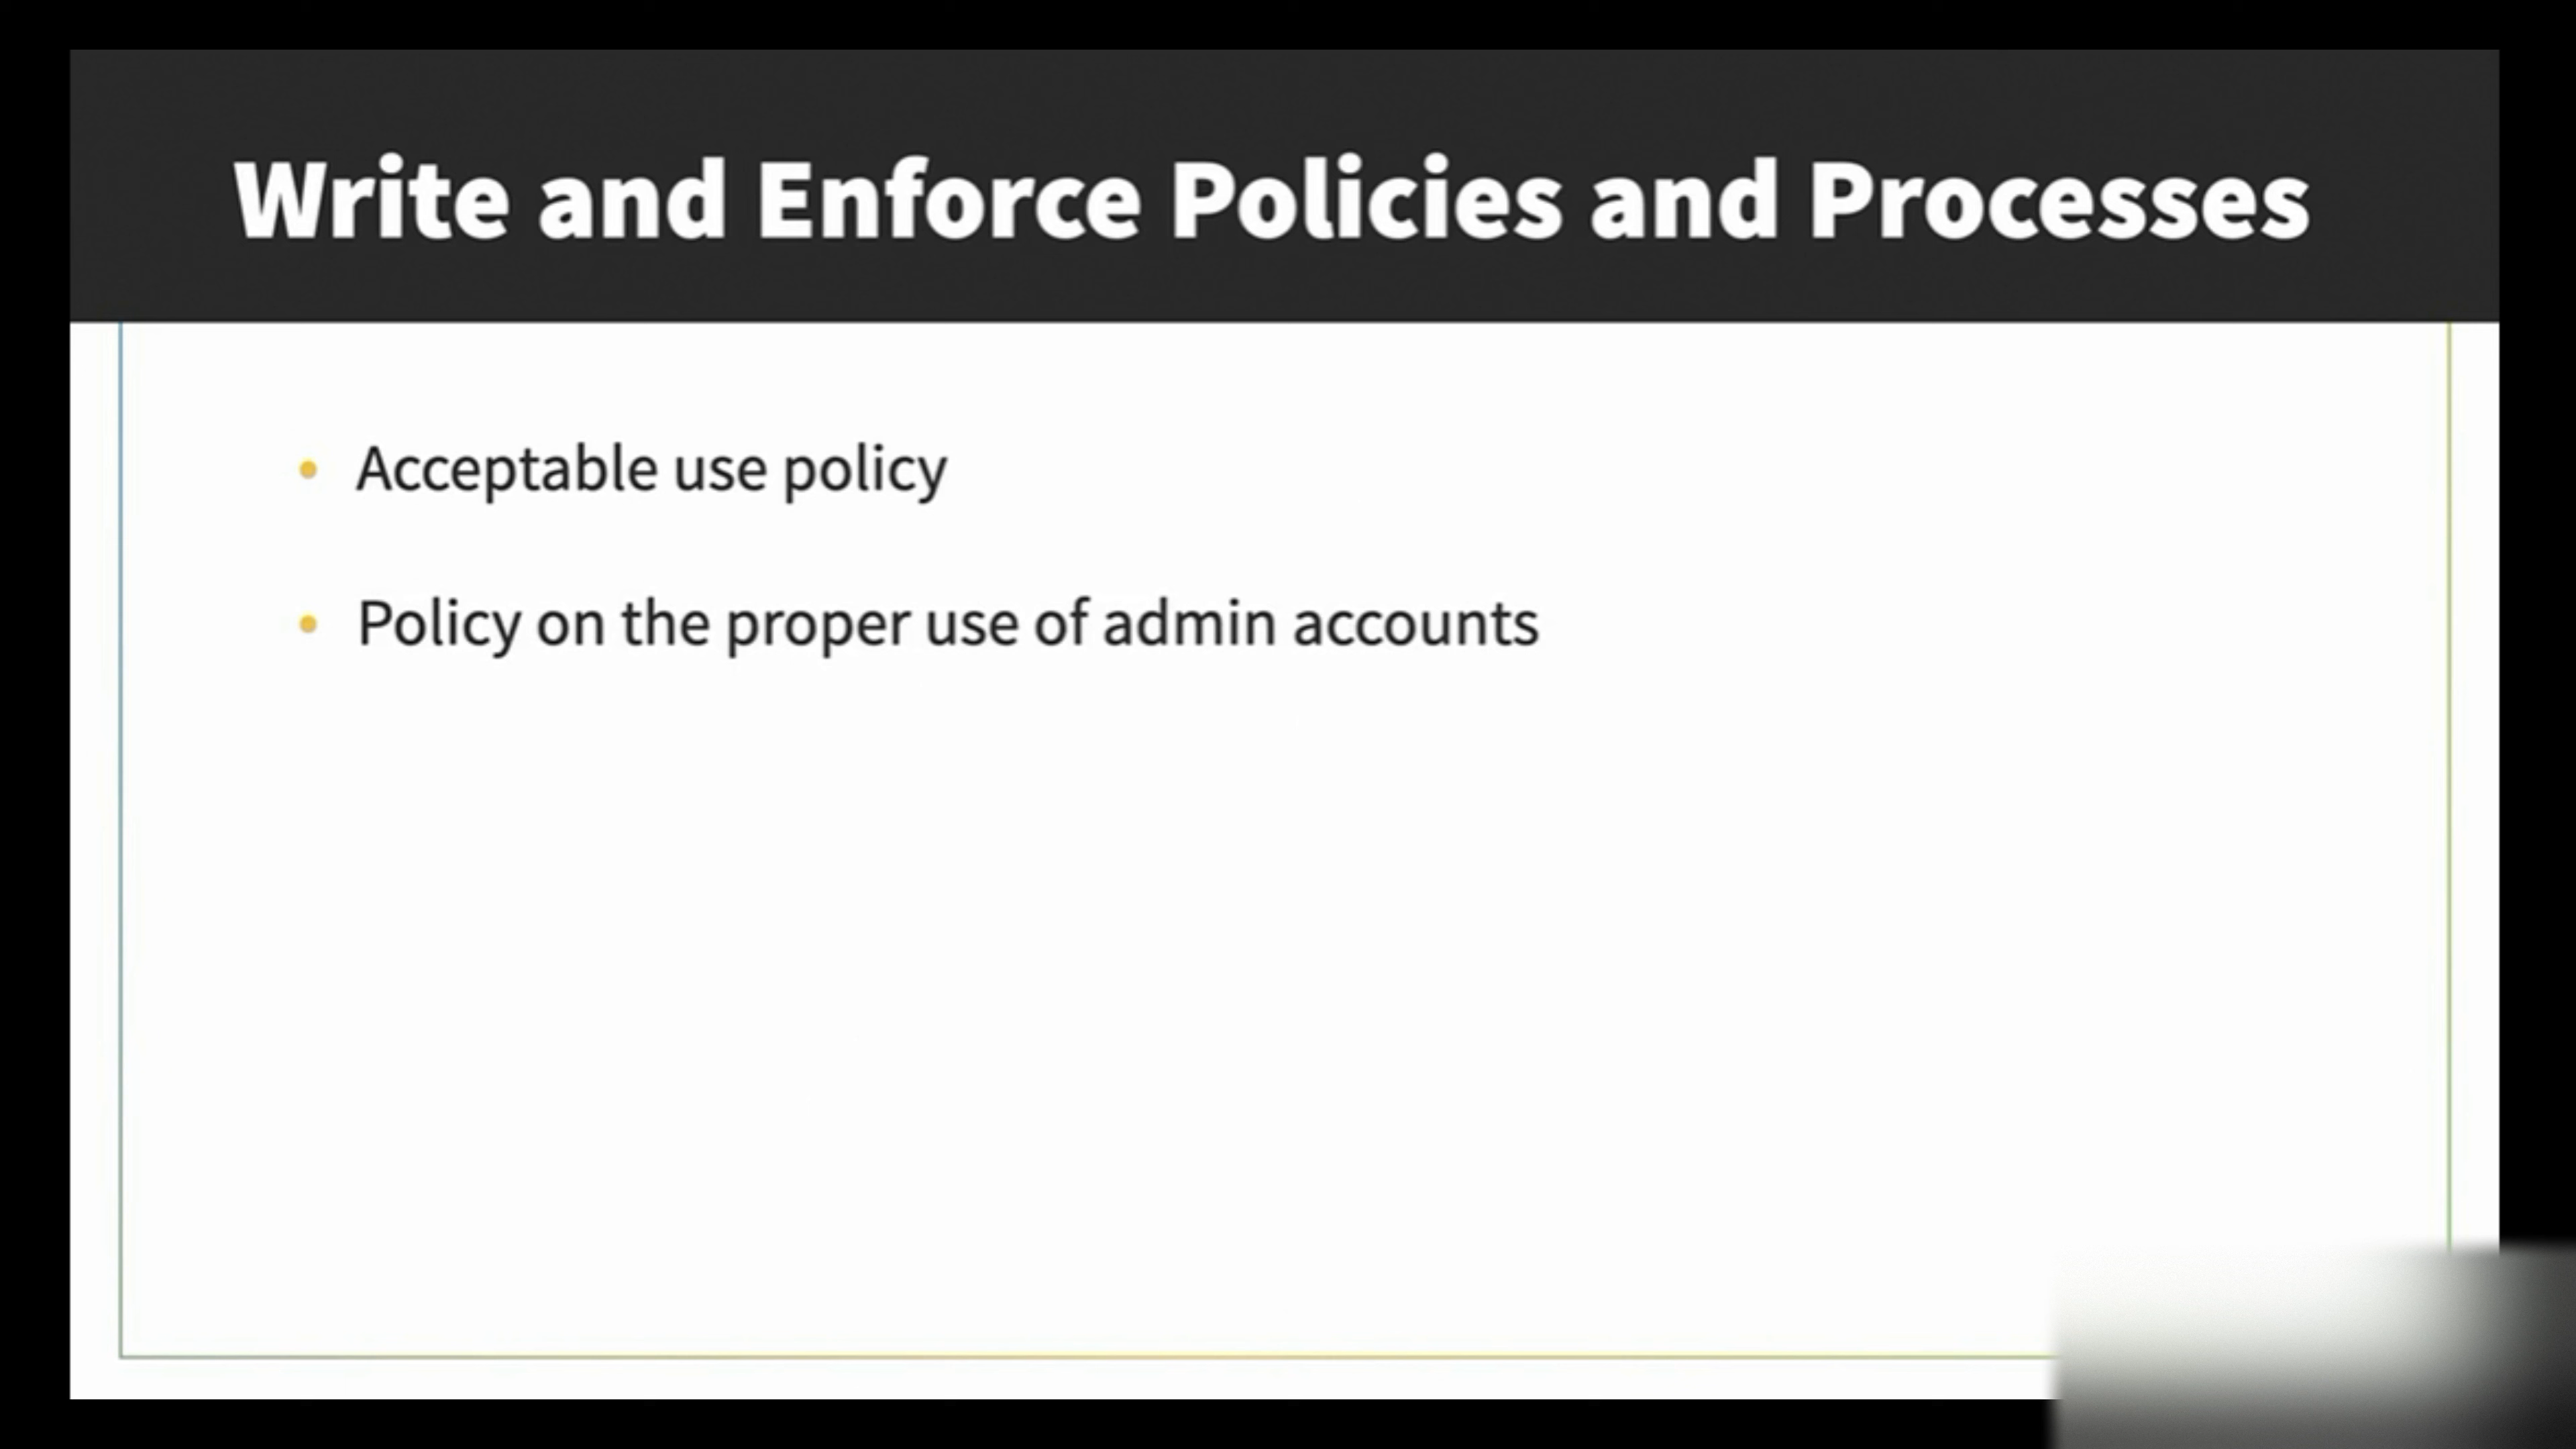 Write and Enforce Policies and Processes
• Acceptable use policy
• Policy on the proper use of admin accounts